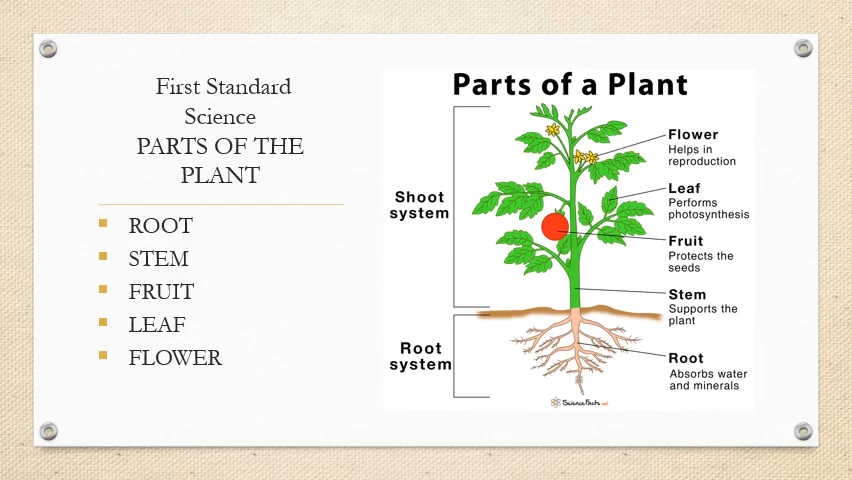 First Standard
Science
PARTS OF THE
PLANT
ROOT
STEM
FRUIT
LEAF
FLOWER
Parts of a Plant
Shoot
system
Root
system
Flower
Helps in
reproduction
Leaf
Performs
photosynthesis
Fruit
Protects the
seeds
Stem
Supports the
plant
Root
Absorbs water
and minerals
ScienceFacts.net